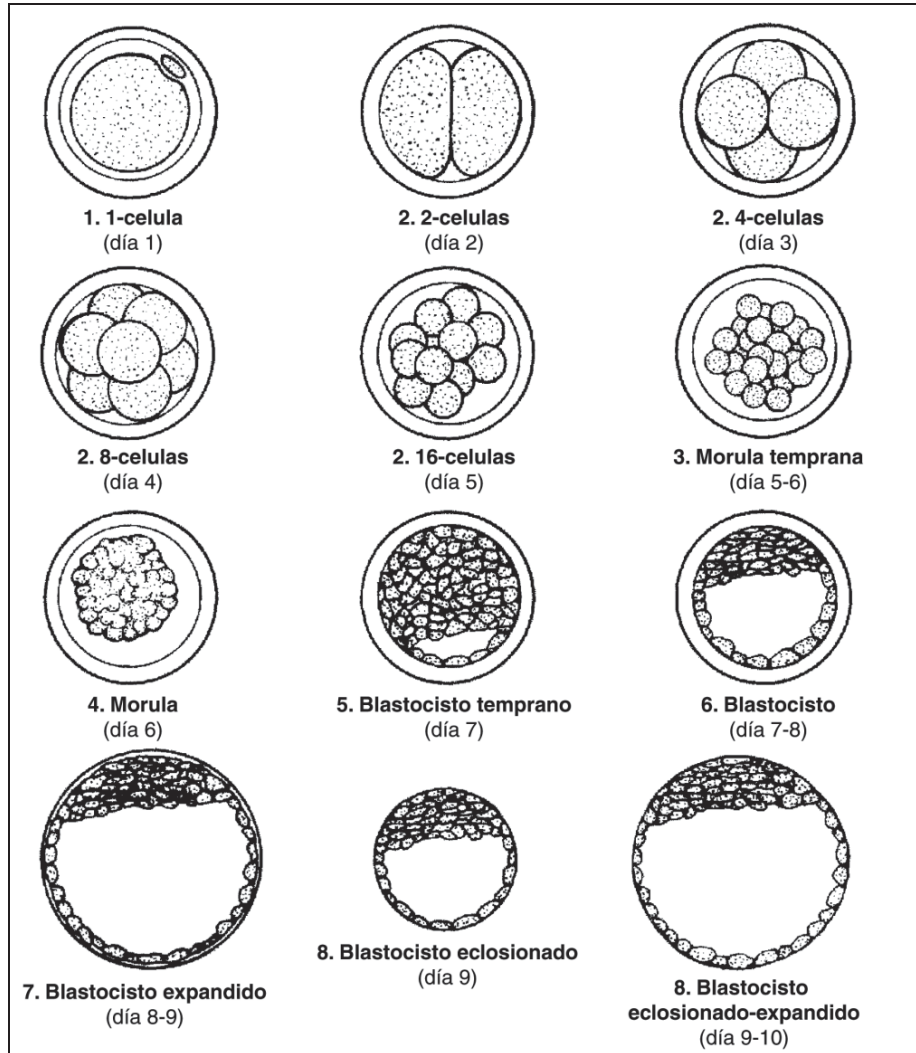 1. 1-celula
(día 1)
2. 2-celulas
(día 2)
2. 4-celulas
(día 3)
2. 8-celulas
(día 4)
2. 16-celulas
(día 5)
3. Morula temprana
(día 5-6)
4. Morula
(día 6)
5. Blastocisto temprano
(día 7)
6. Blastocisto
(día 7-8)
7. Blastocisto expandido
(día 8-9)
8. Blastocisto eclosionado
(día 9)
8. Blastocisto
eclosionado-expandido
(día 9-10)